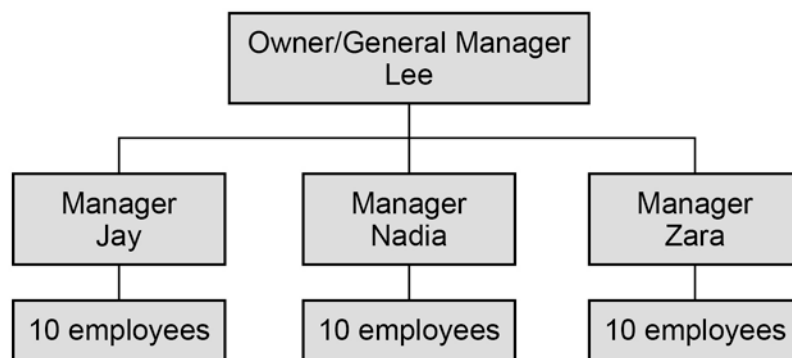 Owner/General Manager
Lee
Manager
Jay
Manager
Nadia
Manager
Zara
10 employees
10 employees
10 employees